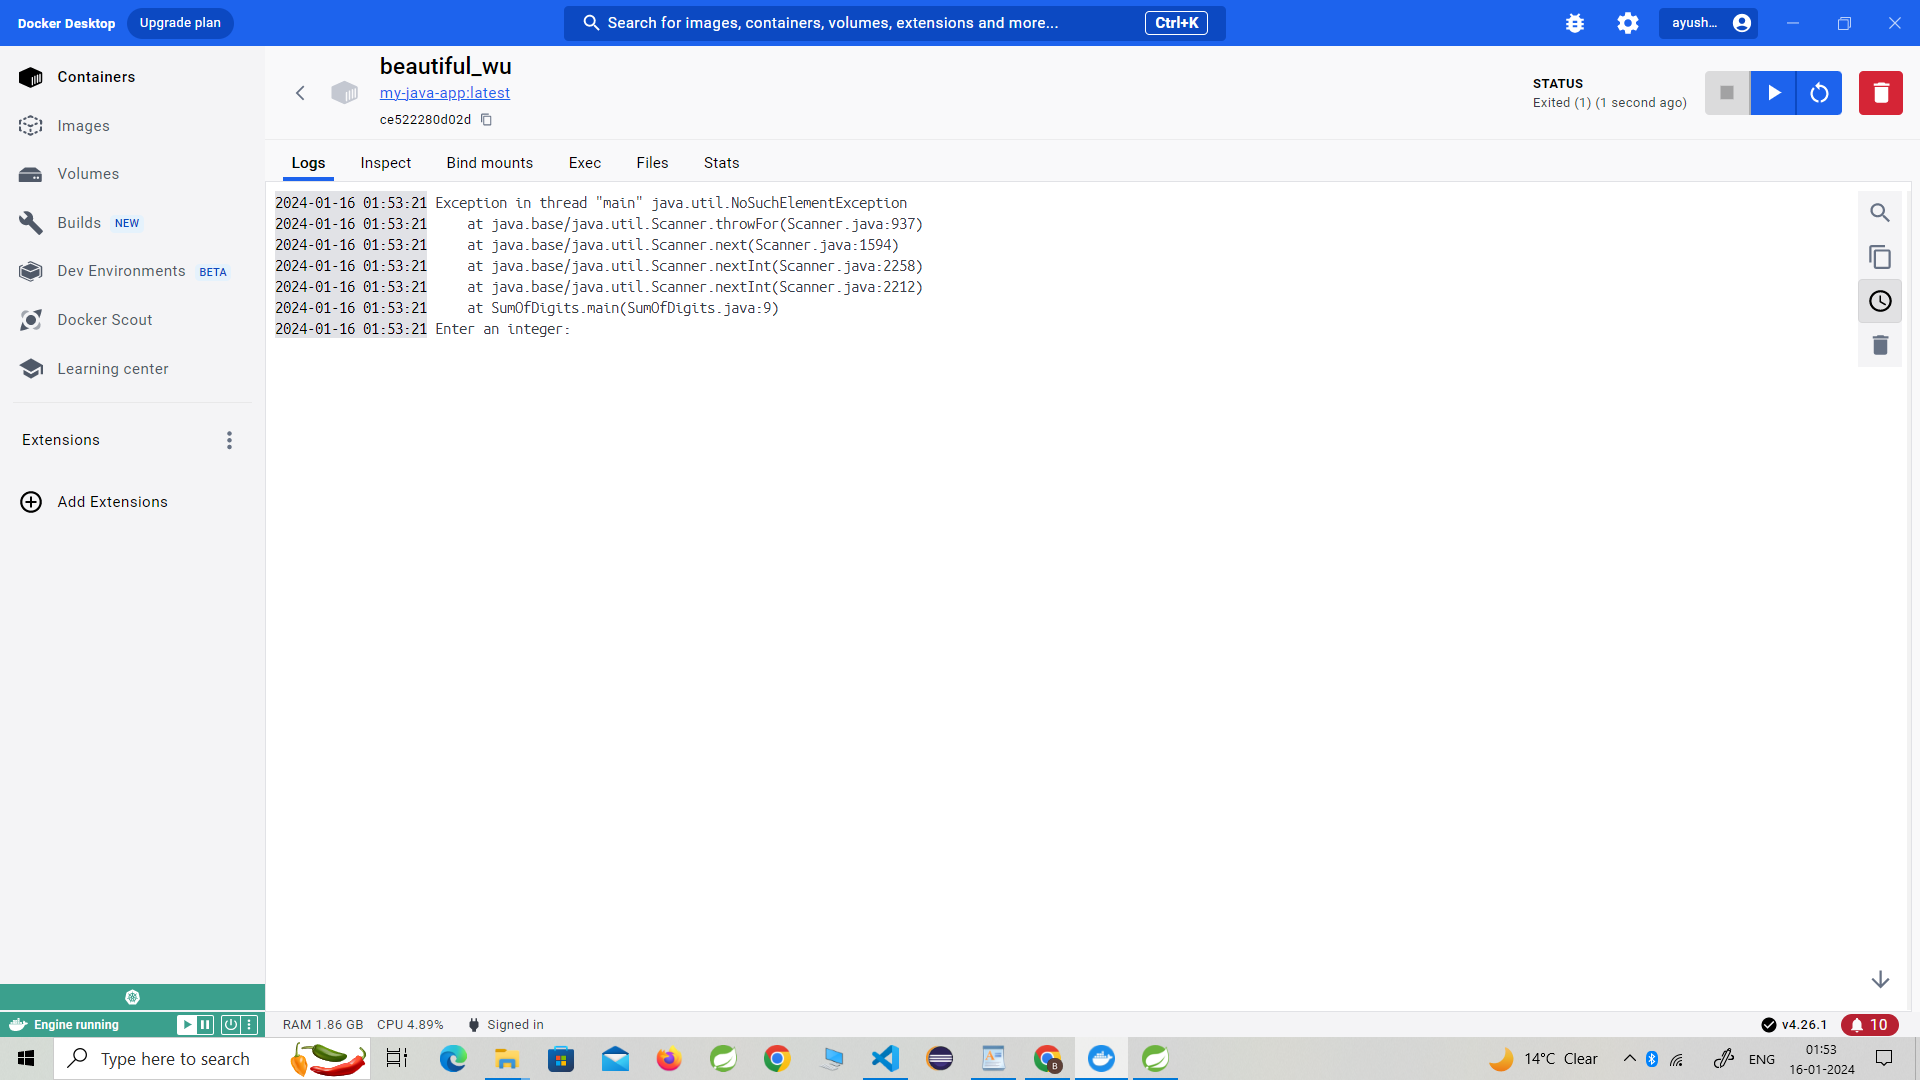 Docker Desktop Upgrade plan Search for images, containers, volumes, extensions and more... Ctrl+K ayush...
Containers
Images
Volumes
Builds NEW
Dev Environments BETA
Docker Scout
Learning center
Extensions
Add Extensions
beautiful_wu
my-java-app:latest
ce522280d02d
STATUS
Exited (1) (1 second ago)
Logs Inspect Bind mounts Exec Files Stats
2024-01-16 01:53:21 Exception in thread "main" java.util.NoSuchElementException
2024-01-16 01:53:21     at java.base/java.util.Scanner.throwFor(Scanner.java:937)
2024-01-16 01:53:21     at java.base/java.util.Scanner.next(Scanner.java:1594)
2024-01-16 01:53:21     at java.base/java.util.Scanner.nextInt(Scanner.java:2258)
2024-01-16 01:53:21     at java.base/java.util.Scanner.nextInt(Scanner.java:2212)
2024-01-16 01:53:21     at SumOfDigits.main(SumOfDigits.java:9)
2024-01-16 01:53:21 Enter an integer:
Engine running RAM 1.86 GB CPU 4.89% Signed in v4.26.1 10
Type here to search 14°C Clear ENG 01:53
16-01-2024
B